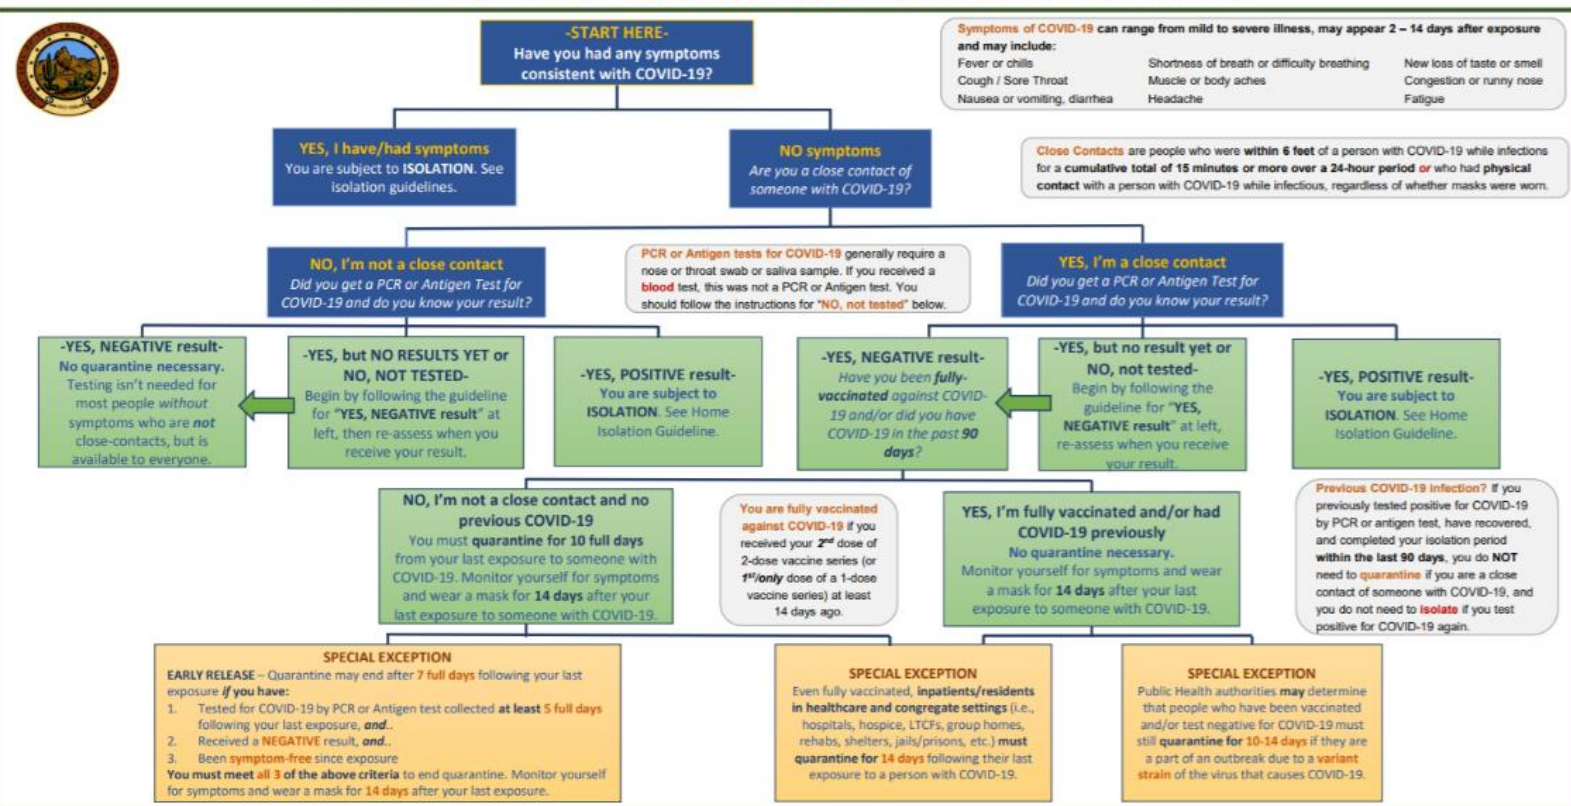 -START HERE-
Have you had any symptoms
consistent with COVID-19?
Symptoms of COVID-19 can range from mild to severe illness, may appear 2 – 14 days after exposure
and may include:
Fever or chills
Shortness of breath or difficulty breathing
New loss of taste or smell
Cough / Sore Throat
Muscle or body aches
Congestion or runny nose
Nausea or vomiting, diarrhea
Headache
Fatigue
YES, I have/had symptoms
You are subject to ISOLATION. See
isolation guidelines.
NO symptoms
Are you a close contact of
someone with COVID-19?
Close Contacts are people who were within 6 feet of a person with COVID-19 while infections
for a cumulative total of 15 minutes or more over a 24-hour period or who had physical
contact with a person with COVID-19 while infectious, regardless of whether masks were worn.
NO, I'm not a close contact
Did you get a PCR or Antigen Test for
COVID-19 and do you know your result?
PCR or Antigen tests for COVID-19 generally require a
nose or throat swab or saliva sample. If you received a
blood test, this was not a PCR or Antigen test. You
should follow the instructions for "NO, not tested" below.
YES, I'm a close contact
Did you get a PCR or Antigen Test for
COVID-19 and do you know your result?
-YES, NEGATIVE result-
No quarantine necessary.
Testing isn't needed for
most people without
symptoms who are not
close-contacts, but is
available to everyone.
-YES, but NO RESULTS YET or
NO, NOT TESTED-
Begin by following the guideline
for "YES, NEGATIVE result" at
left, then re-assess when you
receive your result.
-YES, POSITIVE result-
You are subject to
ISOLATION. See Home
Isolation Guideline.
-YES, NEGATIVE result-
Have you been fully-
vaccinated against COVID-
19 and/or did you have
COVID-19 in the past 90
days?
-YES, but no result yet or
NO, not tested-
Begin by following the
guideline for "YES,
NEGATIVE result" at left,
re-assess when you receive
your result.
-YES, POSITIVE result-
You are subject to
ISOLATION. See Home
Isolation Guideline.
NO, I'm not a close contact and no
previous COVID-19
You must quarantine for 10 full days
from your last exposure to someone with
COVID-19. Monitor yourself for symptoms
and wear a mask for 14 days after your
last exposure to someone with COVID-19.
You are fully vaccinated
against COVID-19 if you
received your 2nd dose of
2-dose vaccine series (or
1st/only dose of a 1-dose
vaccine series) at least
14 days ago.
YES, I'm fully vaccinated and/or had
COVID-19 previously
No quarantine necessary.
Monitor yourself for symptoms and wear
a mask for 14 days after your last
exposure to someone with COVID-19.
Previous COVID-19 Infection? If you
previously tested positive for COVID-19
by PCR or antigen test, have recovered,
and completed your isolation period
within the last 90 days, you do NOT
need to quarantine if you are a close
contact of someone with COVID-19, and
you do not need to isolate if you test
positive for COVID-19 again.
SPECIAL EXCEPTION
EARLY RELEASE – Quarantine may end after 7 full days following your last
exposure if you have:
1. Tested for COVID-19 by PCR or Antigen test collected at least 5 full days
following your last exposure, and..
2. Received a NEGATIVE result, and..
3. Been symptom-free since exposure
You must meet all 3 of the above criteria to end quarantine. Monitor yourself
for symptoms and wear a mask for 14 days after your last exposure.
SPECIAL EXCEPTION
Even fully vaccinated, inpatients/residents
in healthcare and congregate settings (i.e.,
hospitals, hospice, LTCFs, group homes,
rehabs, shelters, jails/prisons, etc.) must
quarantine for 14 days following their last
exposure to a person with COVID-19.
SPECIAL EXCEPTION
Public Health authorities may determine
that people who have been vaccinated
and/or test negative for COVID-19 must
still quarantine for 10-14 days if they are
a part of an outbreak due to a variant
strain of the virus that causes COVID-19.